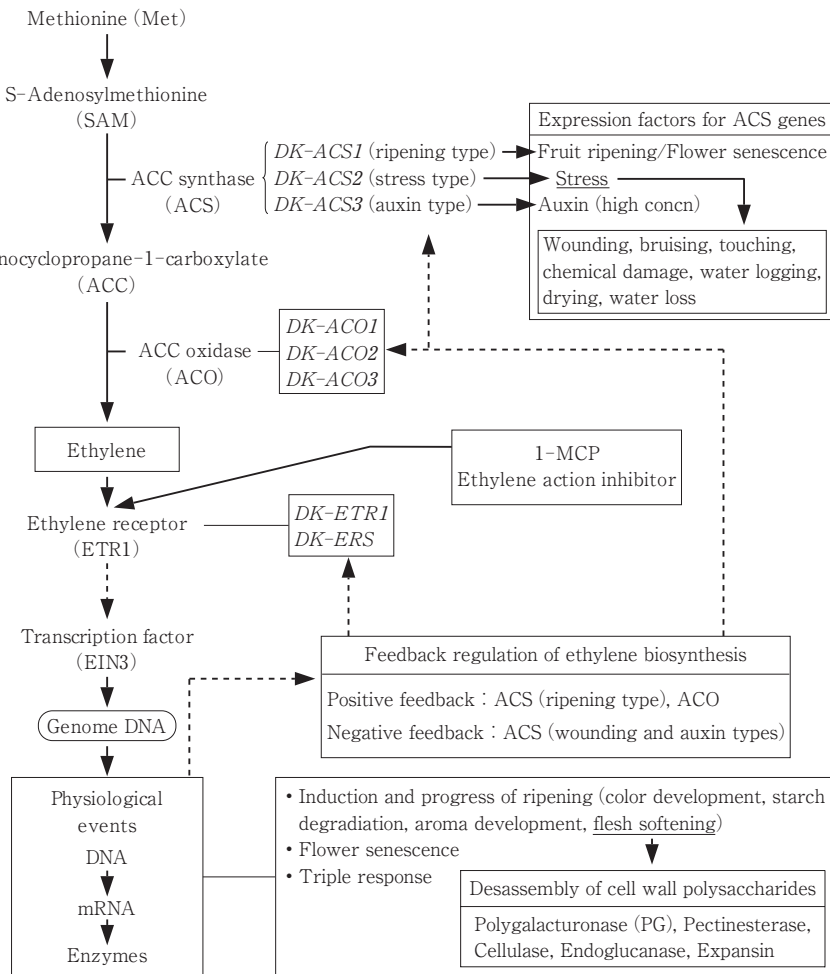 Methionine (Met)
S-Adenosylmethionine
(SAM)
ACC synthase
(ACS)
DK-ACS1 (ripening type)
DK-ACS2 (stress type)
DK-ACS3 (auxin type)
Expression factors for ACS genes
Fruit ripening/Flower senescence
Stress
Auxin (high concn)
Wounding, bruising, touching,
chemical damage, water logging,
drying, water loss
nocyclopropane-1-carboxylate
(ACC)
ACC oxidase
(ACO)
DK-ACO1
DK-ACO2
DK-ACO3
Ethylene
1-MCP
Ethylene action inhibitor
Ethylene receptor
(ETR1)
DK-ETR1
DK-ERS
Transcription factor
(EIN3)
Genome DNA
Feedback regulation of ethylene biosynthesis
Positive feedback : ACS (ripening type), ACO
Negative feedback : ACS (wounding and auxin types)
Physiological
events
DNA
mRNA
Enzymes
• Induction and progress of ripening (color development, starch
degradation, aroma development, flesh softening)
• Flower senescence
• Triple response
Desassembly of cell wall polysaccharides
Polygalacturonase (PG), Pectinesterase,
Cellulase, Endoglucanase, Expansin